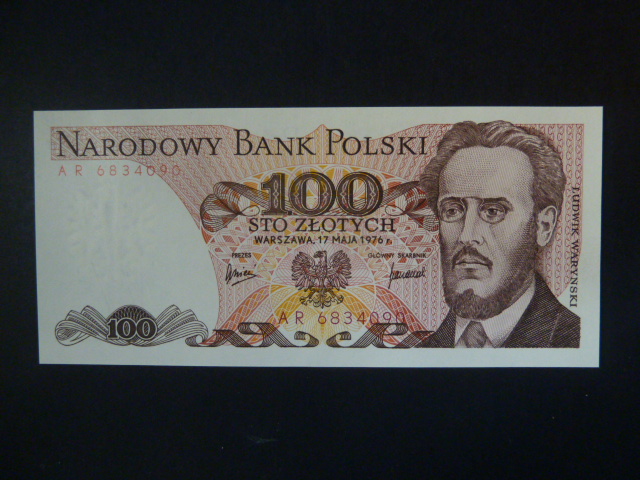 NARODOWY BANK POLSKI
AR 6834090
100
STO ZŁOTYCH
WARSZAWA, 17 MAJA 1976 r.
PREZES GŁÓWNY SKARBNIK
AR 6834090
100
LUDWIK WARYŃSKI